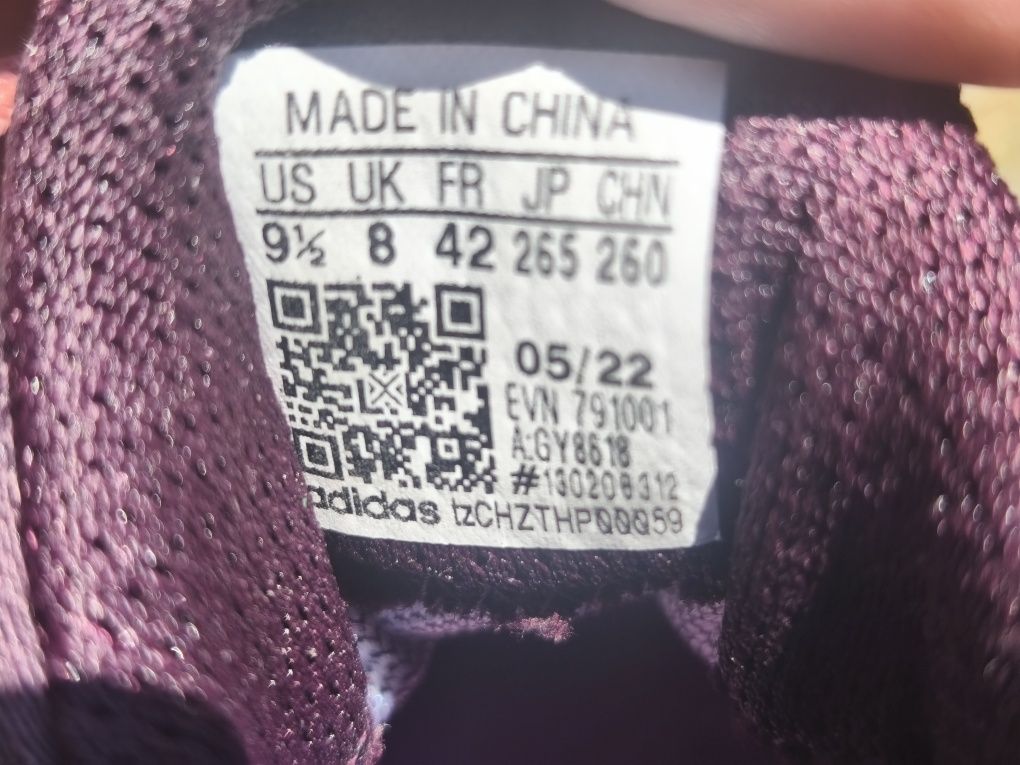 MADE IN CHINA
US UK FR JP CHN
9½ 8 42 265 260
05/22
EVN 791001
A:GY8618
#130208312
adidas tzCHZTHPQQQ59